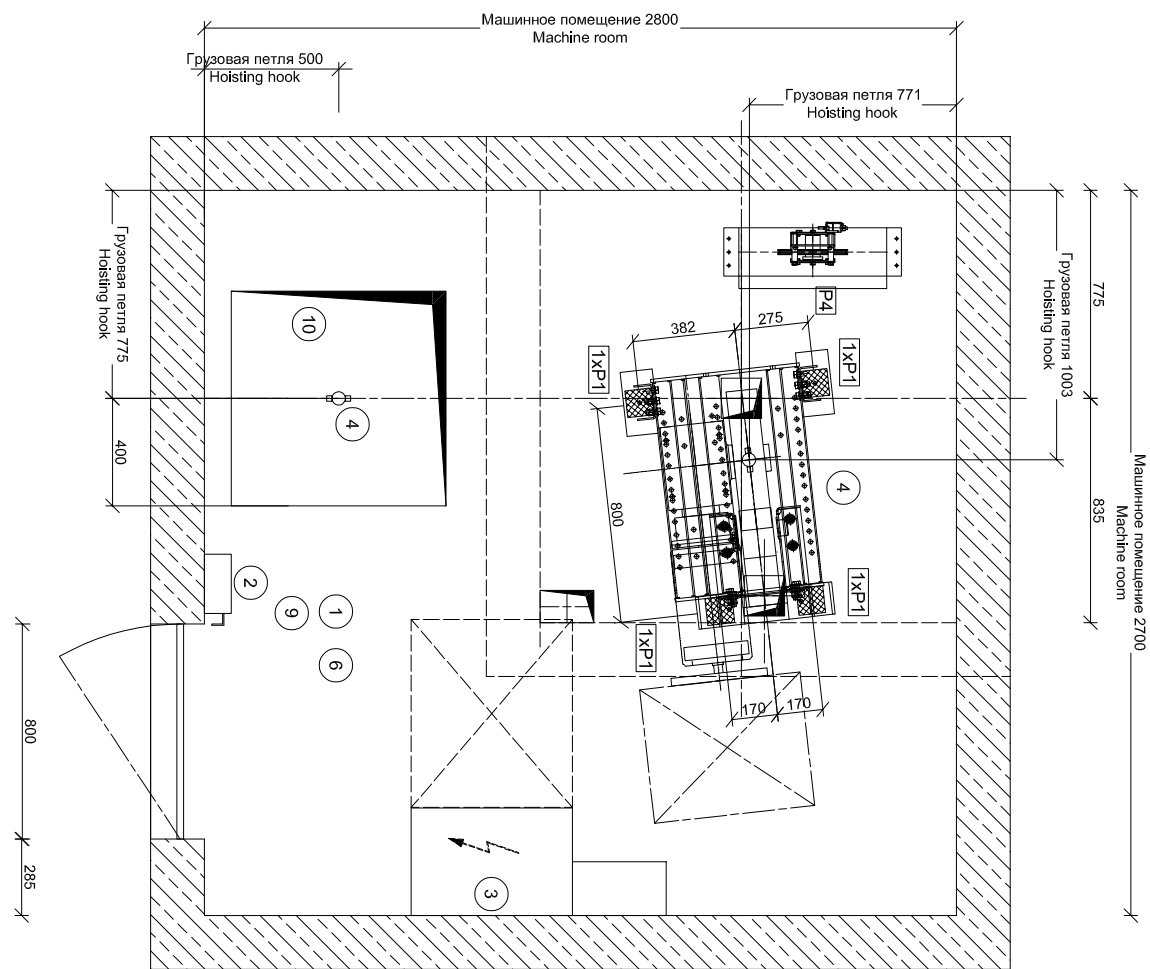 Машинное помещение 2800
Machine room
Грузовая петля 500
Hoisting hook
Грузовая петля 771
Hoisting hook
Грузовая петля 775
Hoisting hook
400
Грузовая петля 1003
Hoisting hook
775
835
Машинное помещение 2700
Machine room
10
4
P4
382
275
1xP1
1xP1
4
800
1xP1
1xP1
170
170
2
9
1
6
3
800
285